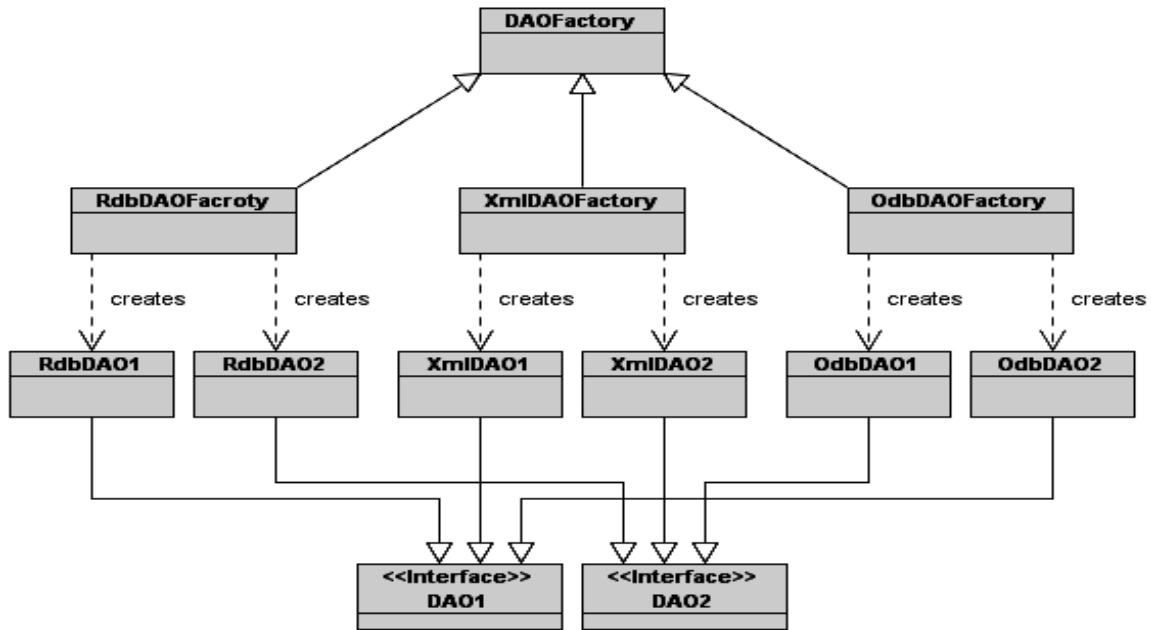 DAOFactory
RdbDAOFacroty
XmlDAOFactory
OdbDAOFactory
creates
creates
creates
creates
creates
creates
RdbDAO1
RdbDAO2
XmlDAO1
XmlDAO2
OdbDAO1
OdbDAO2
<<Interface>>
DAO1
<<Interface>>
DAO2